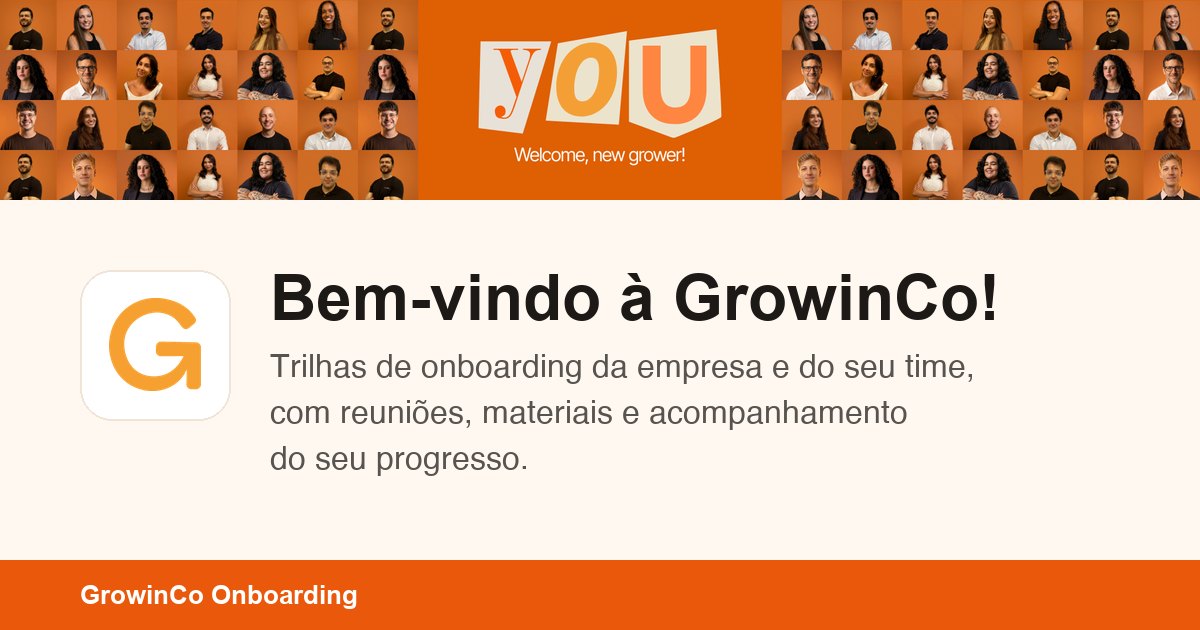 you
Welcome, new grower!
Bem-vindo à GrowinCo!
Trilhas de onboarding da empresa e do seu time,
com reuniões, materiais e acompanhamento
do seu progresso.
GrowinCo Onboarding